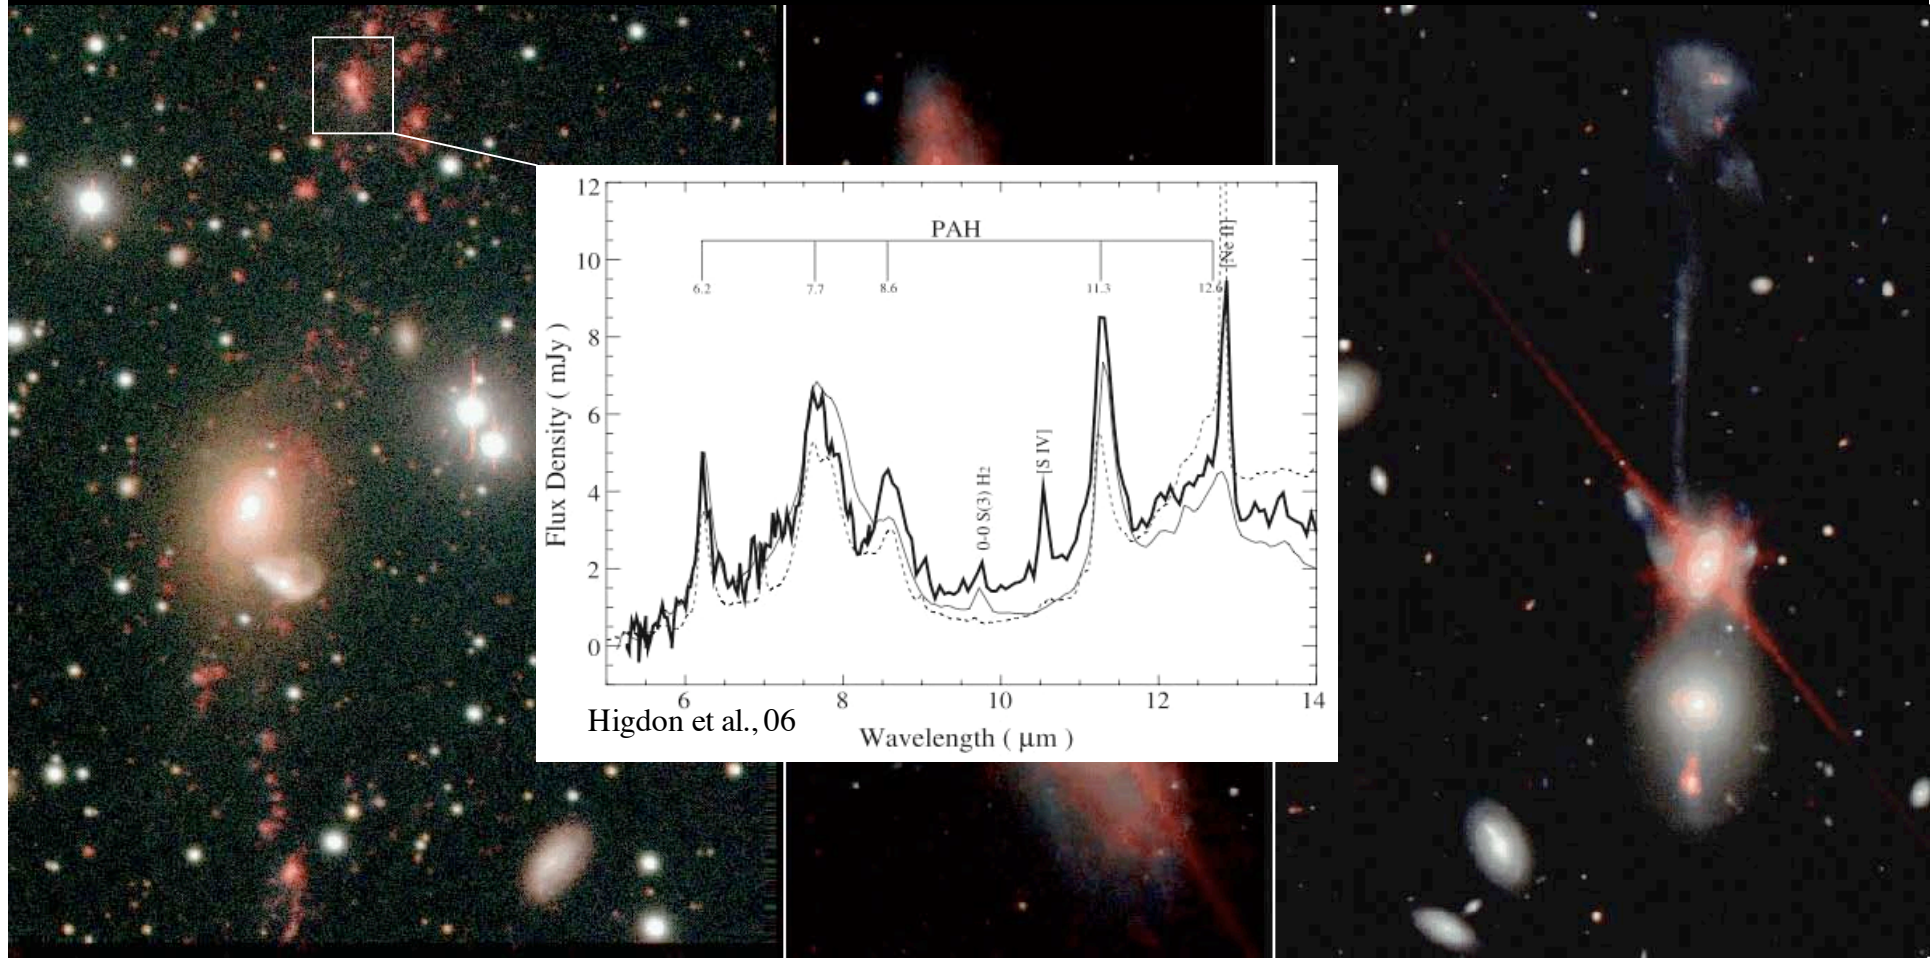 12
PAH
10
[Ne II]
6.2
7.7
8.6
11.3
12.6
8
6
[S IV]
4
0-0 S(3) H₂
2
0
Flux Density ( mJy )
6
8
10
12
14
Higdon et al., 06
Wavelength ( μm )